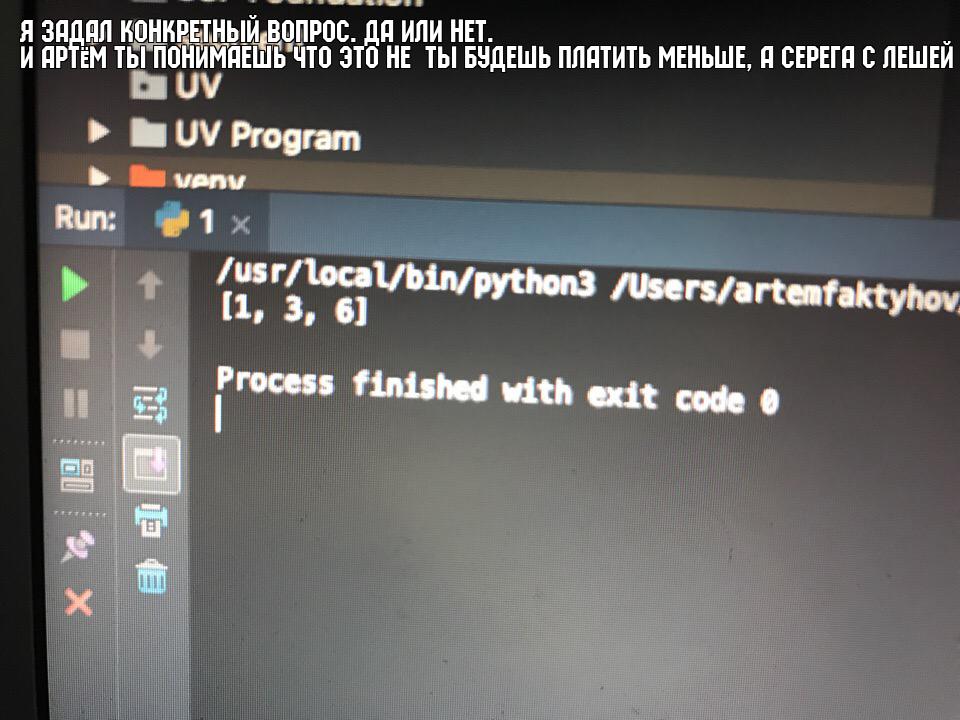 Я ЗАДАЛ КОНКРЕТНЫЙ ВОПРОС. ДА ИЛИ НЕТ.
И АРТЁМ ТЫ ПОНИМАЕШЬ ЧТО ЭТО НЕ ТЫ БУДЕШЬ ПЛАТИТЬ МЕНЬШЕ, А СЕРЕГА С ЛЕШЕЙ
UV
UV Program
venv
Run: 1
/usr/local/bin/python3 /Users/artemfaktyhov
[1, 3, 6]
Process finished with exit code 0